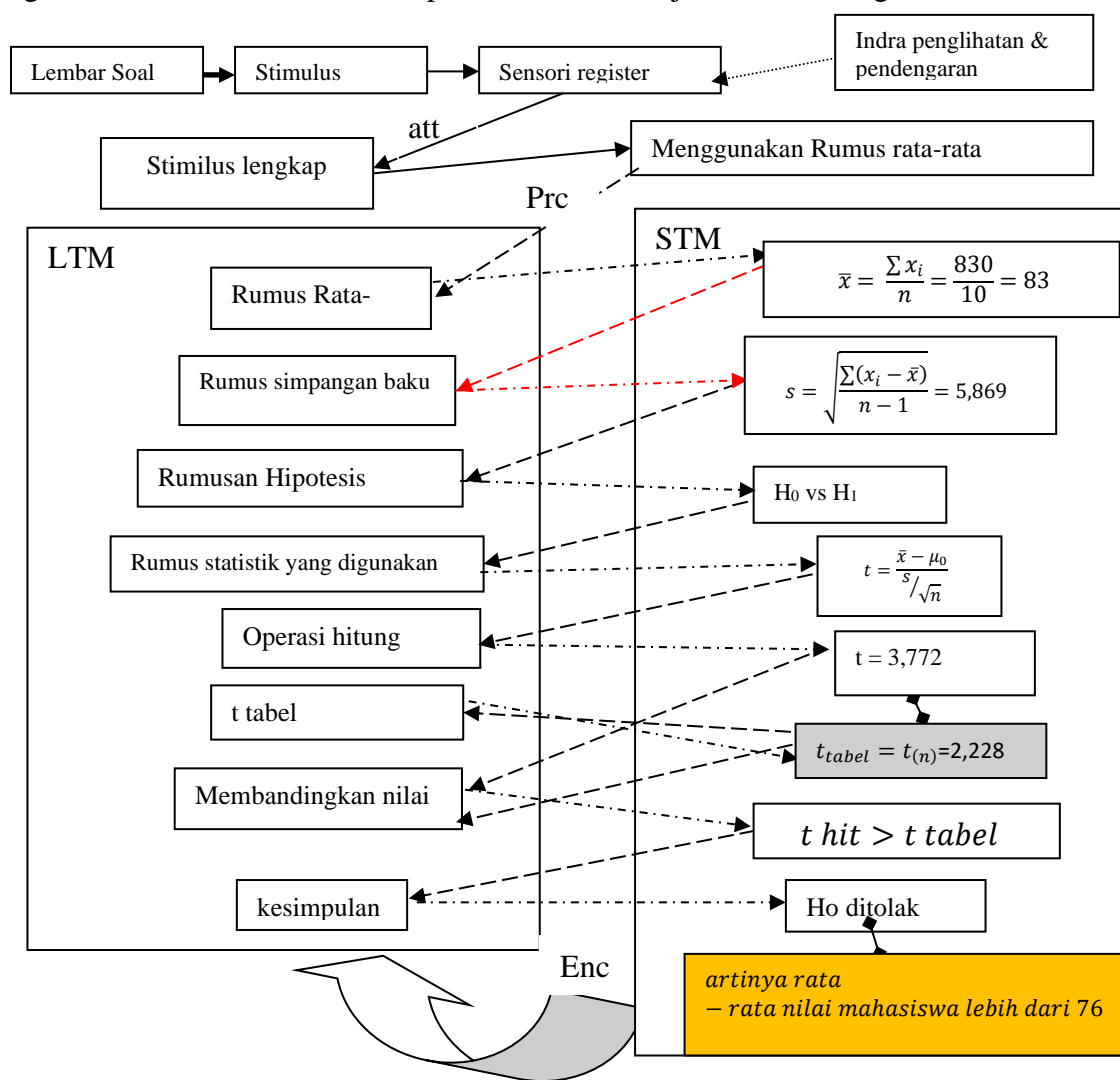 Lembar Soal
Stimulus
Sensori register
Indra penglihatan &
pendengaran
att
Stimilus lengkap
Menggunakan Rumus rata-rata
Prc
LTM
STM
Rumus Rata-
x̄ = ∑ xᵢ / n = 830 / 10 = 83
Rumus simpangan baku
s = √(∑(xᵢ − x̄) / n − 1) = 5,869
Rumusan Hipotesis
H₀ vs H₁
Rumus statistik yang digunakan
t = x̄ − μ₀ / s/√n
Operasi hitung
t = 3,772
t tabel
t_tabel = t_(n)=2,228
Membandingkan nilai
t hit > t tabel
kesimpulan
Ho ditolak
Enc
artinya rata
− rata nilai mahasiswa lebih dari 76